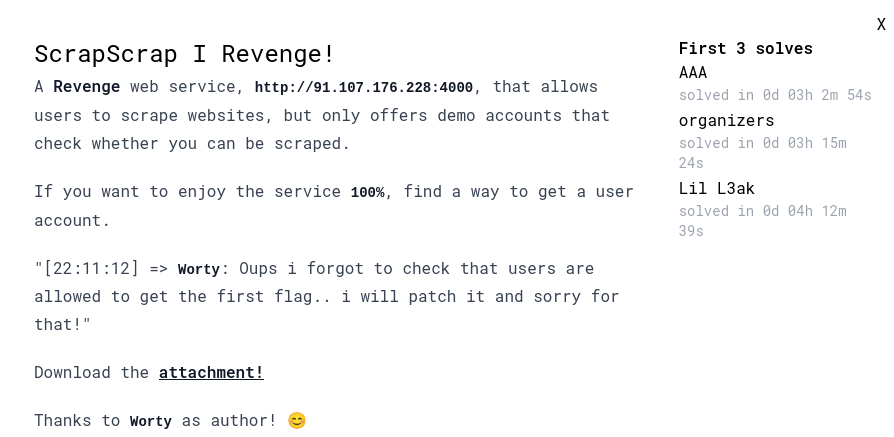 X
ScrapScrap I Revenge!
A Revenge web service, http://91.107.176.228:4000, that allows
users to scrape websites, but only offers demo accounts that
check whether you can be scraped.
If you want to enjoy the service 100%, find a way to get a user
account.
"[22:11:12] => Worty: Oups i forgot to check that users are
allowed to get the first flag.. i will patch it and sorry for
that!"
Download the attachment!
Thanks to Worty as author! 😊
First 3 solves
AAA
solved in 0d 03h 2m 54s
organizers
solved in 0d 03h 15m
24s
Lil L3ak
solved in 0d 04h 12m
39s